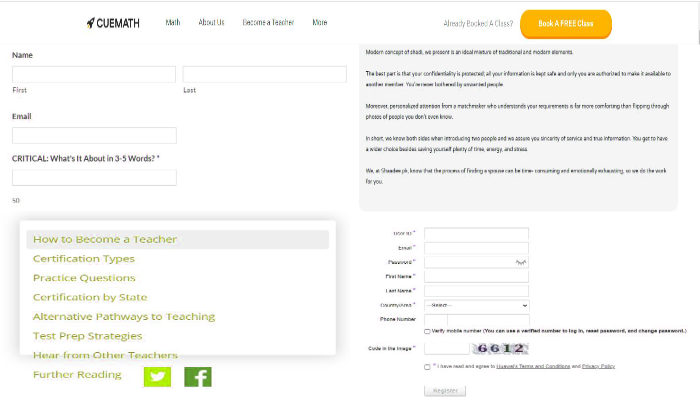 CUEMATH
Math
About Us
Become a Teacher
More
Already Booked A Class?
Book A FREE Class
Name
First
Last
Email
CRITICAL: What's It About in 3-5 Words? *
50
How to Become a Teacher
Certification Types
Practice Questions
Certification by State
Alternative Pathways to Teaching
Test Prep Strategies
Hear from Other Teachers
Further Reading
Modern concept of shadi, we present is an ideal mixture of traditional and modern elements.
The best part is that your confidentiality is protected; all your information is kept safe and only you are authorized to make it available to
another member. You're never bothered by unwanted people.
Moreover, personalized attention from a matchmaker who understands your requirements is far more comforting than flipping through
photos of people you don't even know.
In short, we know both sides when introducing two people and we assure you sincerity of service and true information. You get to have
a wider choice besides saving yourself plenty of time, energy, and stress.
We, at Shaadee.pk, know that the process of finding a spouse can be time- consuming and emotionally exhausting, so we do the work
for you.
User ID *
Email *
Password *
First Name *
Last Name *
Country/Area *
---Select---
Phone Number
Verify mobile number (You can use a verified number to log in, reset password, and change password.)
Code in the Image *
6612
* I have read and agree to Huawei's Terms and Conditions and Privacy Policy
Register